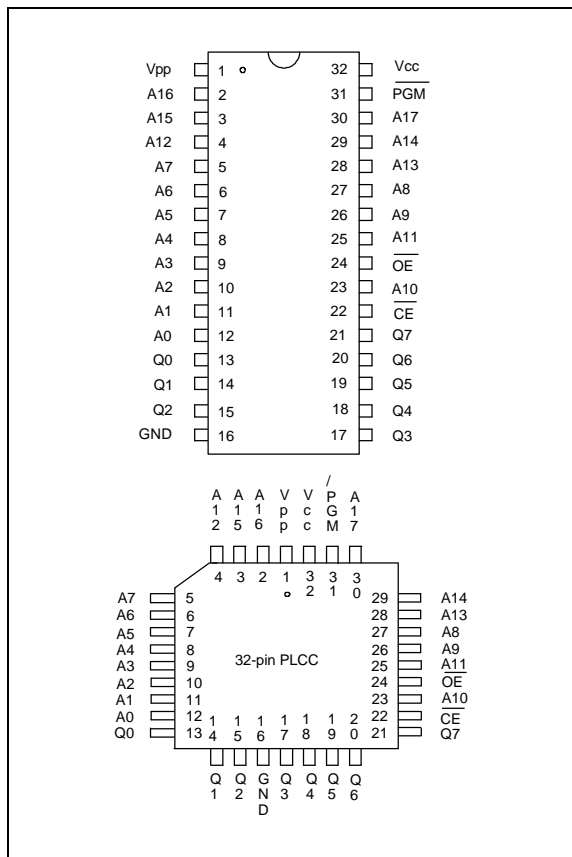 Vpp 1 32 Vcc
A16 2 31 PGM
A15 3 30 A17
A12 4 29 A14
A7 5 28 A13
A6 6 27 A8
A5 7 26 A9
A4 8 25 A11
A3 9 24 OE
A2 10 23 A10
A1 11 22 CE
A0 12 21 Q7
Q0 13 20 Q6
Q1 14 19 Q5
Q2 15 18 Q4
GND 16 17 Q3
A12 A15 A16 Vpp Vcc /PGM A17
4 3 2 1 32 31 30
A7 5 29 A14
A6 6 28 A13
A5 7 27 A8
A4 8 26 A9
A3 9 32-pin PLCC 25 A11
A2 10 24 OE
A1 11 23 A10
A0 12 22 CE
Q0 13 21 Q7
14 15 16 17 18 19 20
Q1 Q2 GND Q3 Q4 Q5 Q6